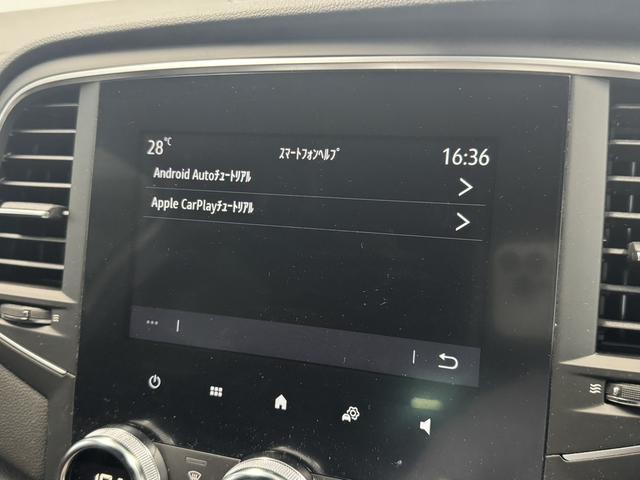 28℃
ｽﾏｰﾄﾌｫﾝﾍﾙﾌﾟ
16:36
Android Autoﾁｭｰﾄﾘｱﾙ
Apple CarPlayﾁｭｰﾄﾘｱﾙ